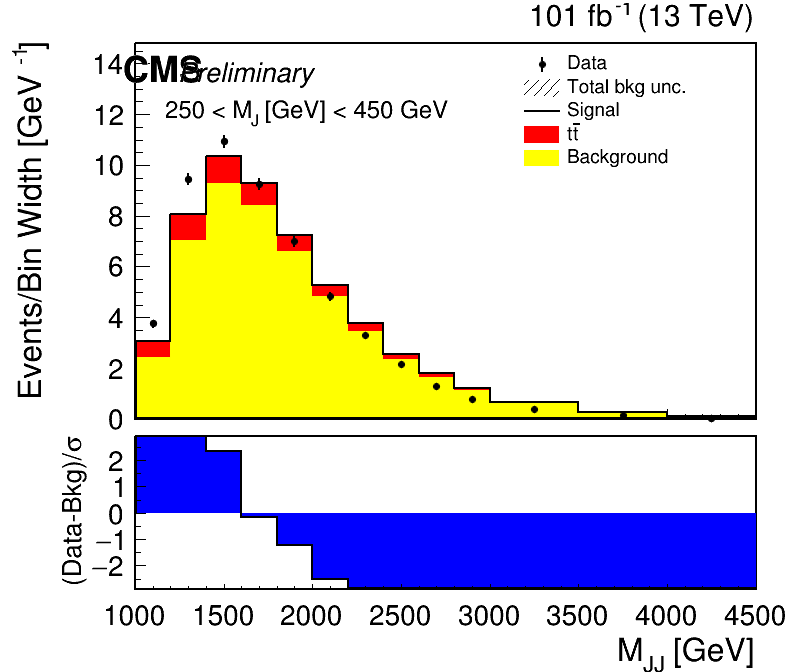 101 fb⁻¹ (13 TeV)
CMS Preliminary
250 < M_J [GeV] < 450 GeV
Data
Total bkg unc.
Signal
tt̄
Background
Events/Bin Width [GeV⁻¹]
14
12
10
8
6
4
2
0
(Data-Bkg)/σ
2
1
0
−1
−2
1000 1500 2000 2500 3000 3500 4000 4500
M_JJ [GeV]